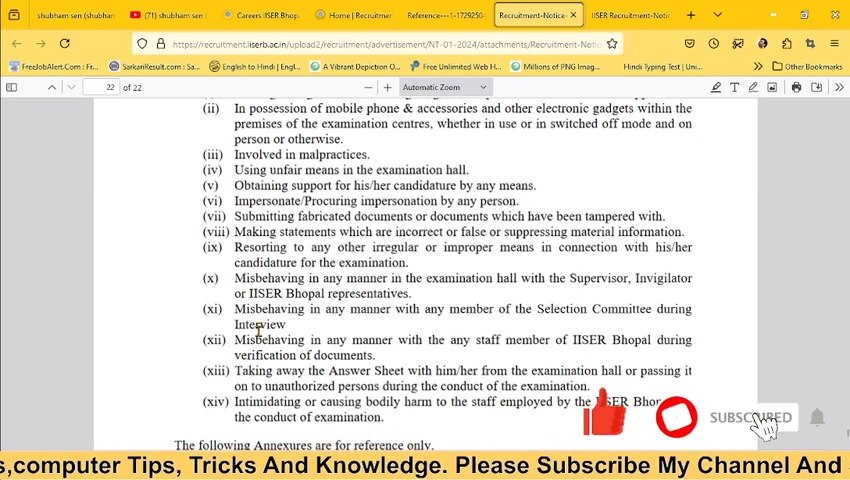 shubham sen (shubham
(71) shubham sen (
Careers IISER Bhop
Home | Recruitment
Reference---1-1729250
Recruitment-Notice-
IISER Recruitment-Notic
https://recruitment.iiserb.ac.in/upload2/recruitment/advertisement/NT-01-2024/attachments/Recruitment-Notic
FreeJobAlert.Com
SarkariResult.com
English to Hindi | Engl
A Vibrant Depiction O
Free Unlimited Web H
Millions of PNG Imag
Hindi Typing Test | Uni
Other Bookmarks
22 of 22
Automatic Zoom
(ii) In possession of mobile phone & accessories and other electronic gadgets within the
premises of the examination centres, whether in use or in switched off mode and on
person or otherwise.
(iii) Involved in malpractices.
(iv) Using unfair means in the examination hall.
(v) Obtaining support for his/her candidature by any means.
(vi) Impersonate/Procuring impersonation by any person.
(vii) Submitting fabricated documents or documents which have been tampered with.
(viii) Making statements which are incorrect or false or suppressing material information.
(ix) Resorting to any other irregular or improper means in connection with his/her
candidature for the examination.
(x) Misbehaving in any manner in the examination hall with the Supervisor, Invigilator
or IISER Bhopal representatives.
(xi) Misbehaving in any manner with any member of the Selection Committee during
Interview
(xii) Misbehaving in any manner with the any staff member of IISER Bhopal during
verification of documents.
(xiii) Taking away the Answer Sheet with him/her from the examination hall or passing it
on to unauthorized persons during the conduct of the examination.
(xiv) Intimidating or causing bodily harm to the staff employed by the IISER Bhop
the conduct of examination.
SUBSCRIBED
The following Annexures are for reference only.
s,computer Tips, Tricks And Knowledge. Please Subscribe My Channel And